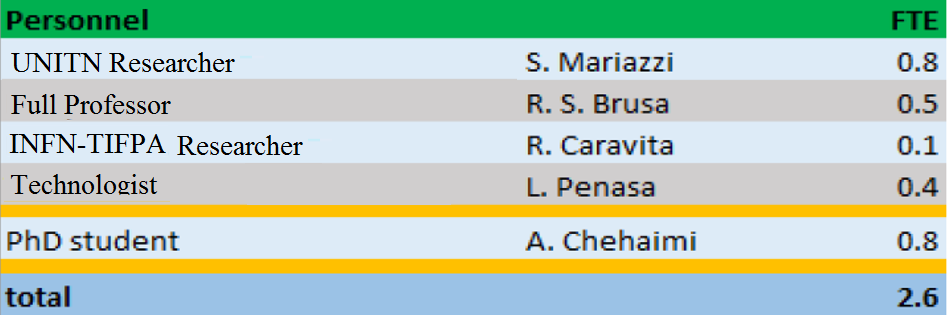 Personnel FTE
UNITN Researcher S. Mariazzi 0.8
Full Professor R. S. Brusa 0.5
INFN-TIFPA Researcher R. Caravita 0.1
Technologist L. Penasa 0.4
PhD student A. Chehaimi 0.8
total 2.6